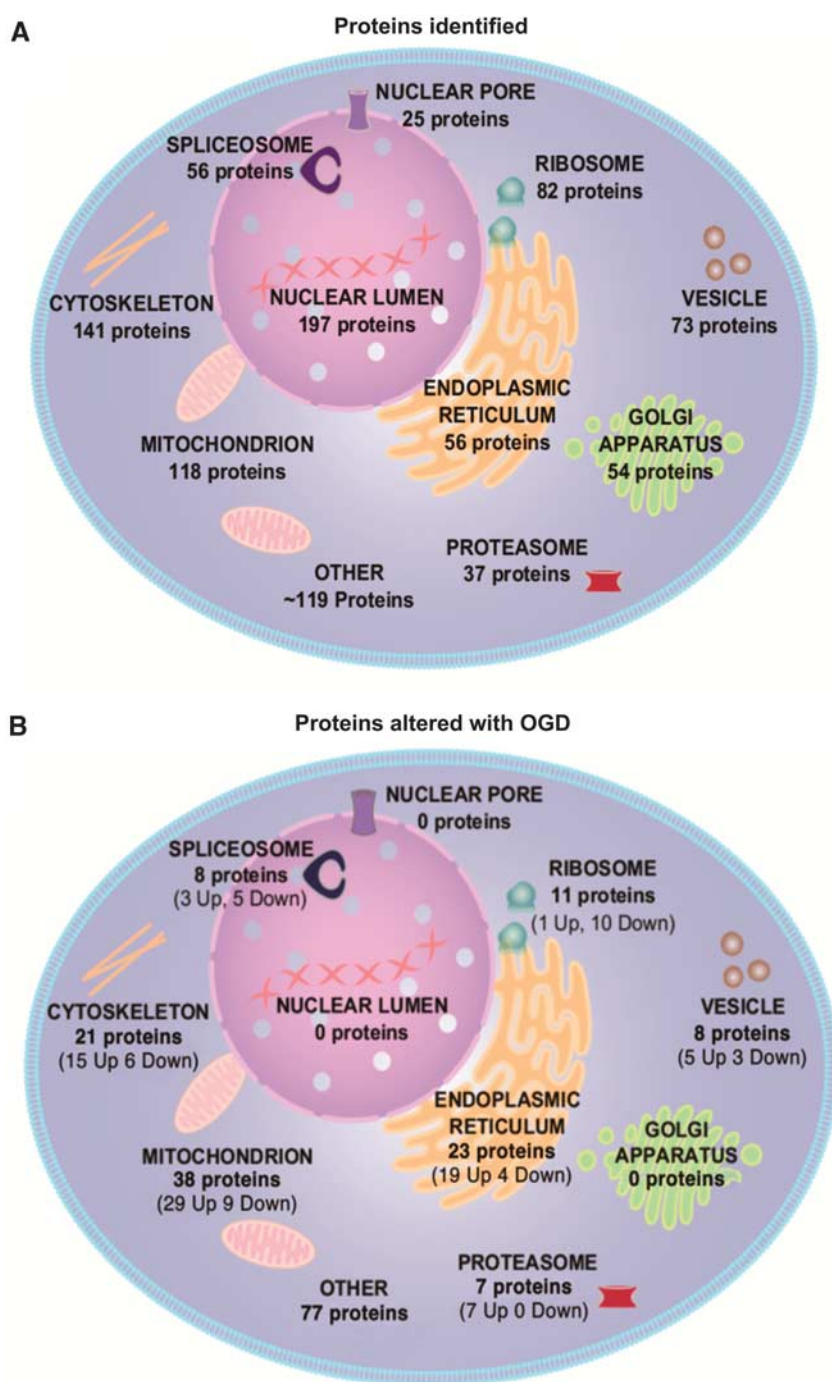 A
Proteins identified
NUCLEAR PORE
25 proteins
SPLICEOSOME
56 proteins
RIBOSOME
82 proteins
CYTOSKELETON
141 proteins
NUCLEAR LUMEN
197 proteins
VESICLE
73 proteins
ENDOPLASMIC
RETICULUM
56 proteins
GOLGI
APPARATUS
54 proteins
MITOCHONDRION
118 proteins
PROTEASOME
37 proteins
OTHER
~119 Proteins
B
Proteins altered with OGD
NUCLEAR PORE
0 proteins
SPLICEOSOME
8 proteins
(3 Up, 5 Down)
RIBOSOME
11 proteins
(1 Up, 10 Down)
CYTOSKELETON
21 proteins
(15 Up 6 Down)
NUCLEAR LUMEN
0 proteins
VESICLE
8 proteins
(5 Up 3 Down)
ENDOPLASMIC
RETICULUM
23 proteins
(19 Up 4 Down)
GOLGI
APPARATUS
0 proteins
MITOCHONDRION
38 proteins
(29 Up 9 Down)
PROTEASOME
7 proteins
(7 Up 0 Down)
OTHER
77 proteins